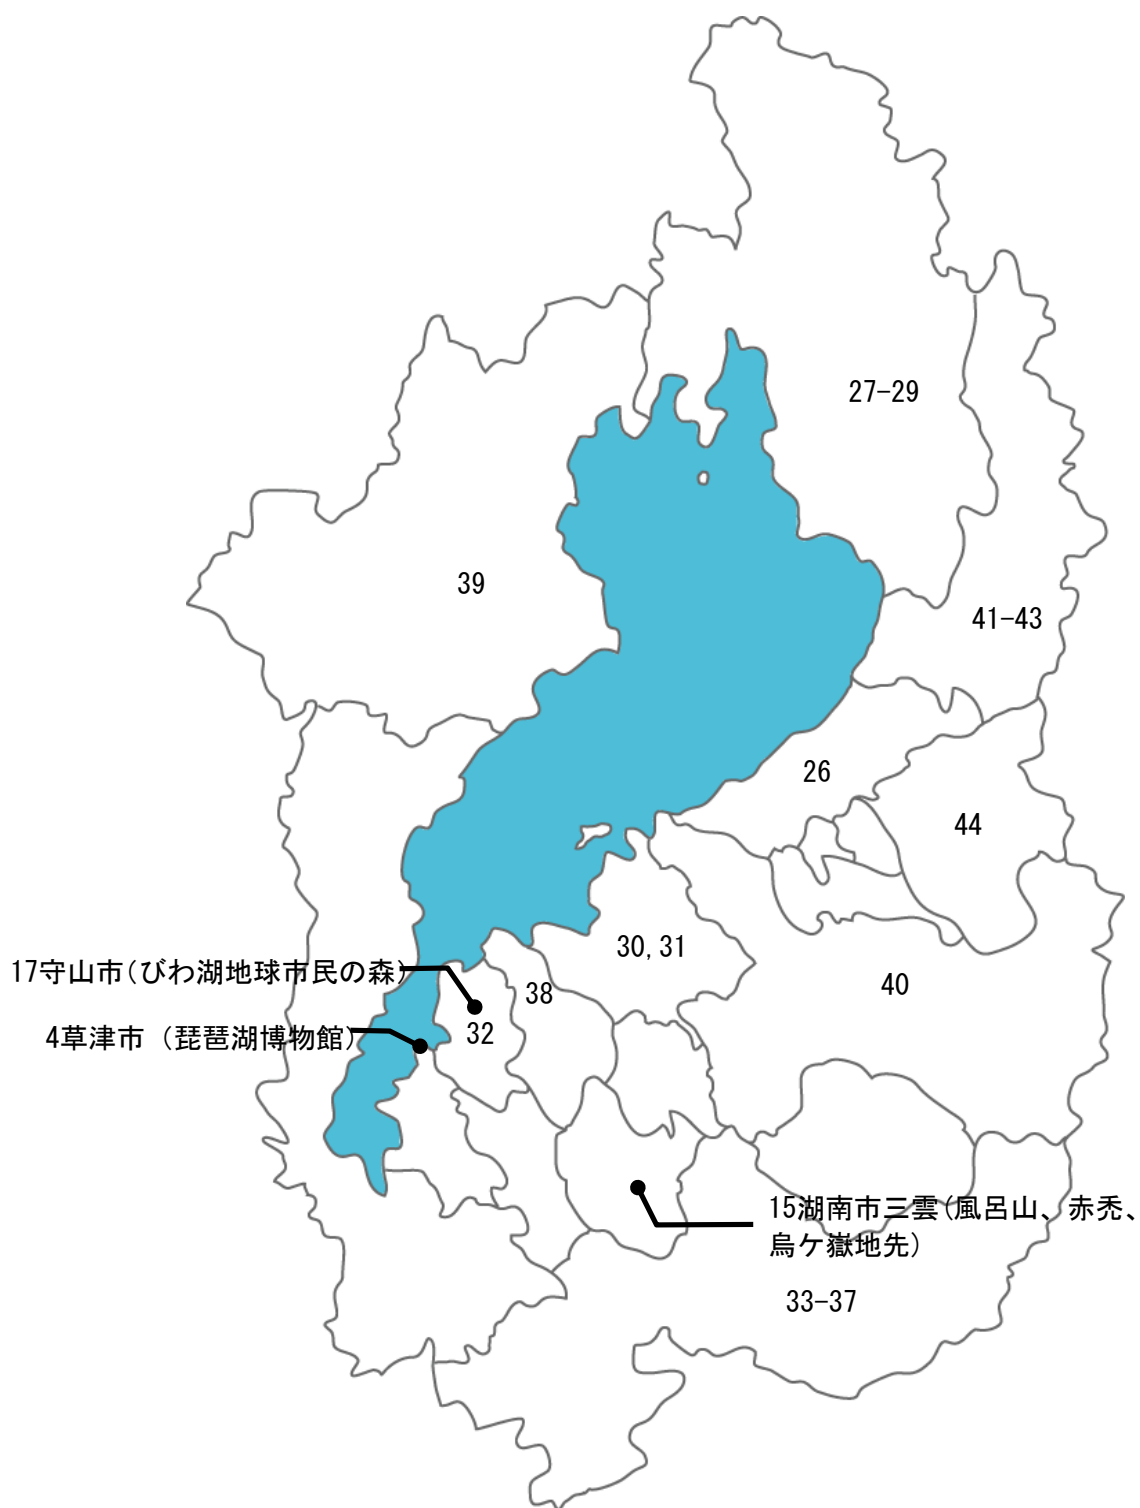 27-29
39
41-43
26
44
30, 31
17守山市(びわ湖地球市民の森)
38
40
4草津市 (琵琶湖博物館)
32
15湖南市三雲(風呂山、赤禿、
烏ケ嶽地先)
33-37